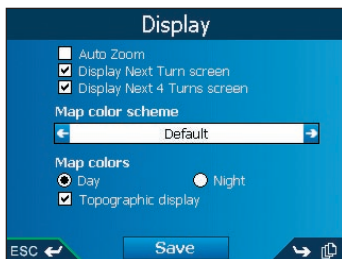 Display
Auto Zoom
Display Next Turn screen
Display Next 4 Turns screen
Map color scheme
Default
Map colors
Day Night
Topographic display
ESC Save